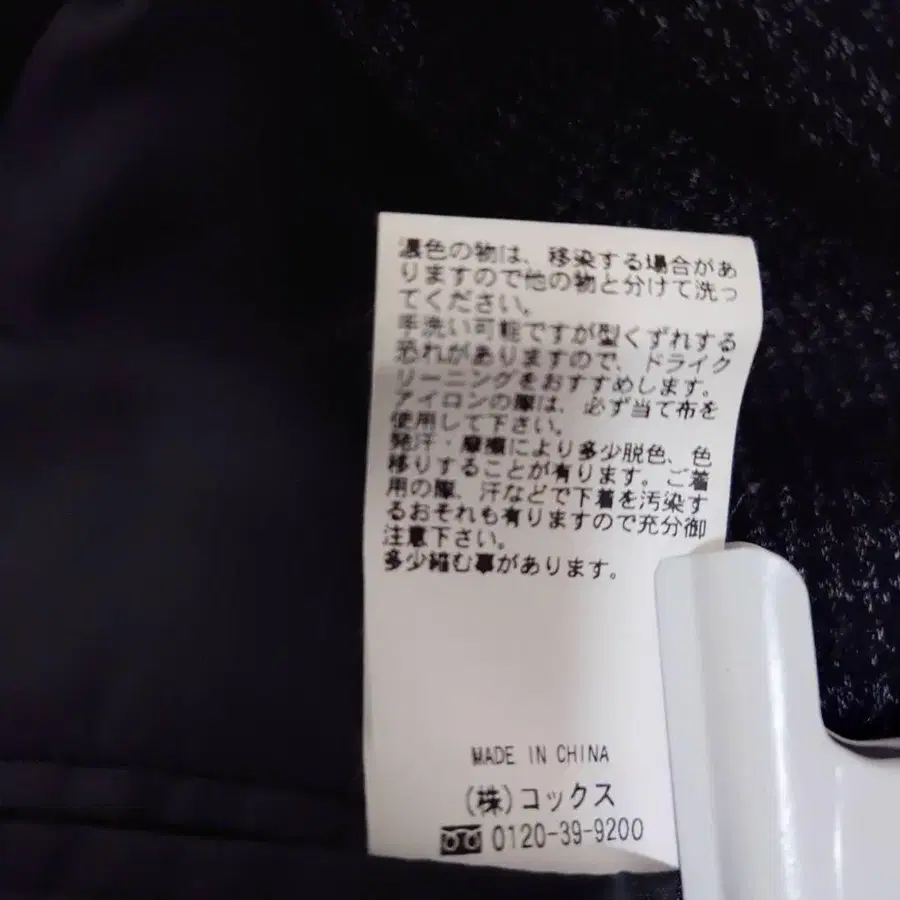 濃色の物は、移染する場合があ
りますので他の物と分けて洗っ
てください。
手洗い可能ですが型くずれする
恐れがありますので、ドライク
リーニングをおすすめします。
アイロンの際は、必ず当て布を
使用して下さい。
発汗・摩擦により多少脱色、色
移りすることが有ります。ご着
用の際、汗などで下着を汚染す
るおそれも有りますので充分御
注意下さい。
多少縮む事があります。
MADE IN CHINA
(株)コックス
0120-39-9200